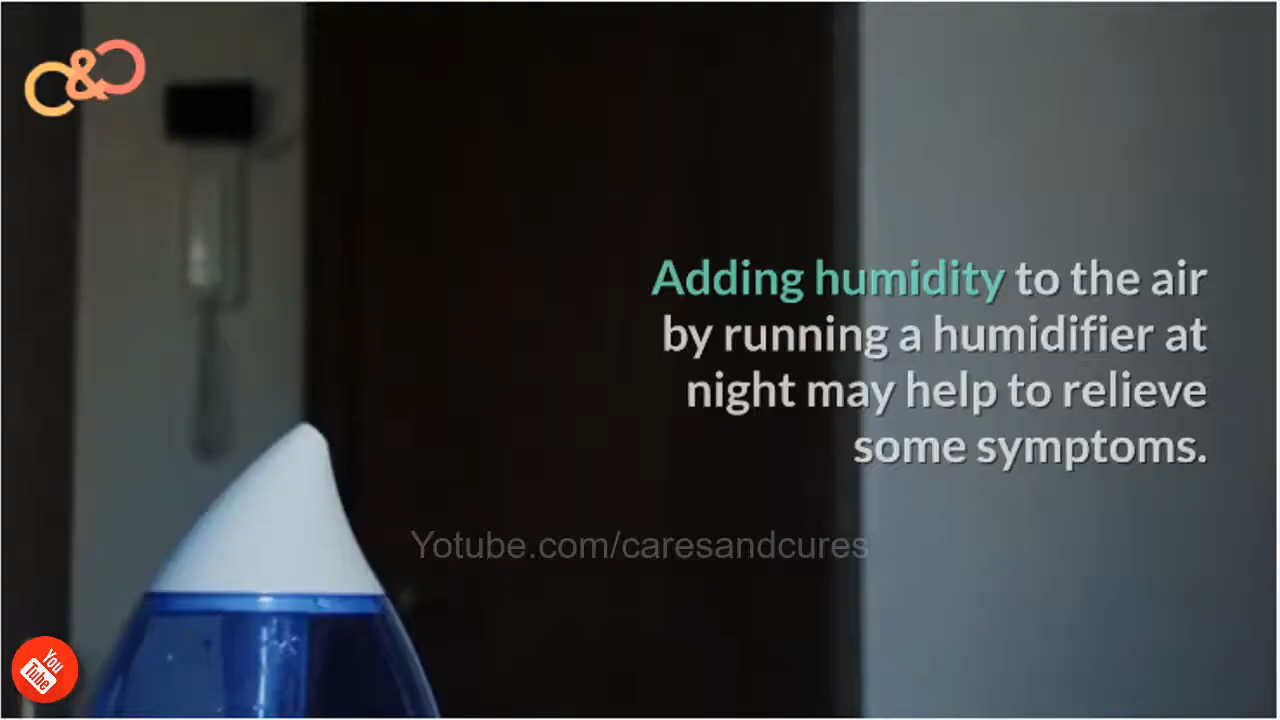 C&C
Adding humidity to the air
by running a humidifier at
night may help to relieve
some symptoms.
Yotube.com/caresandcures
You
Tube